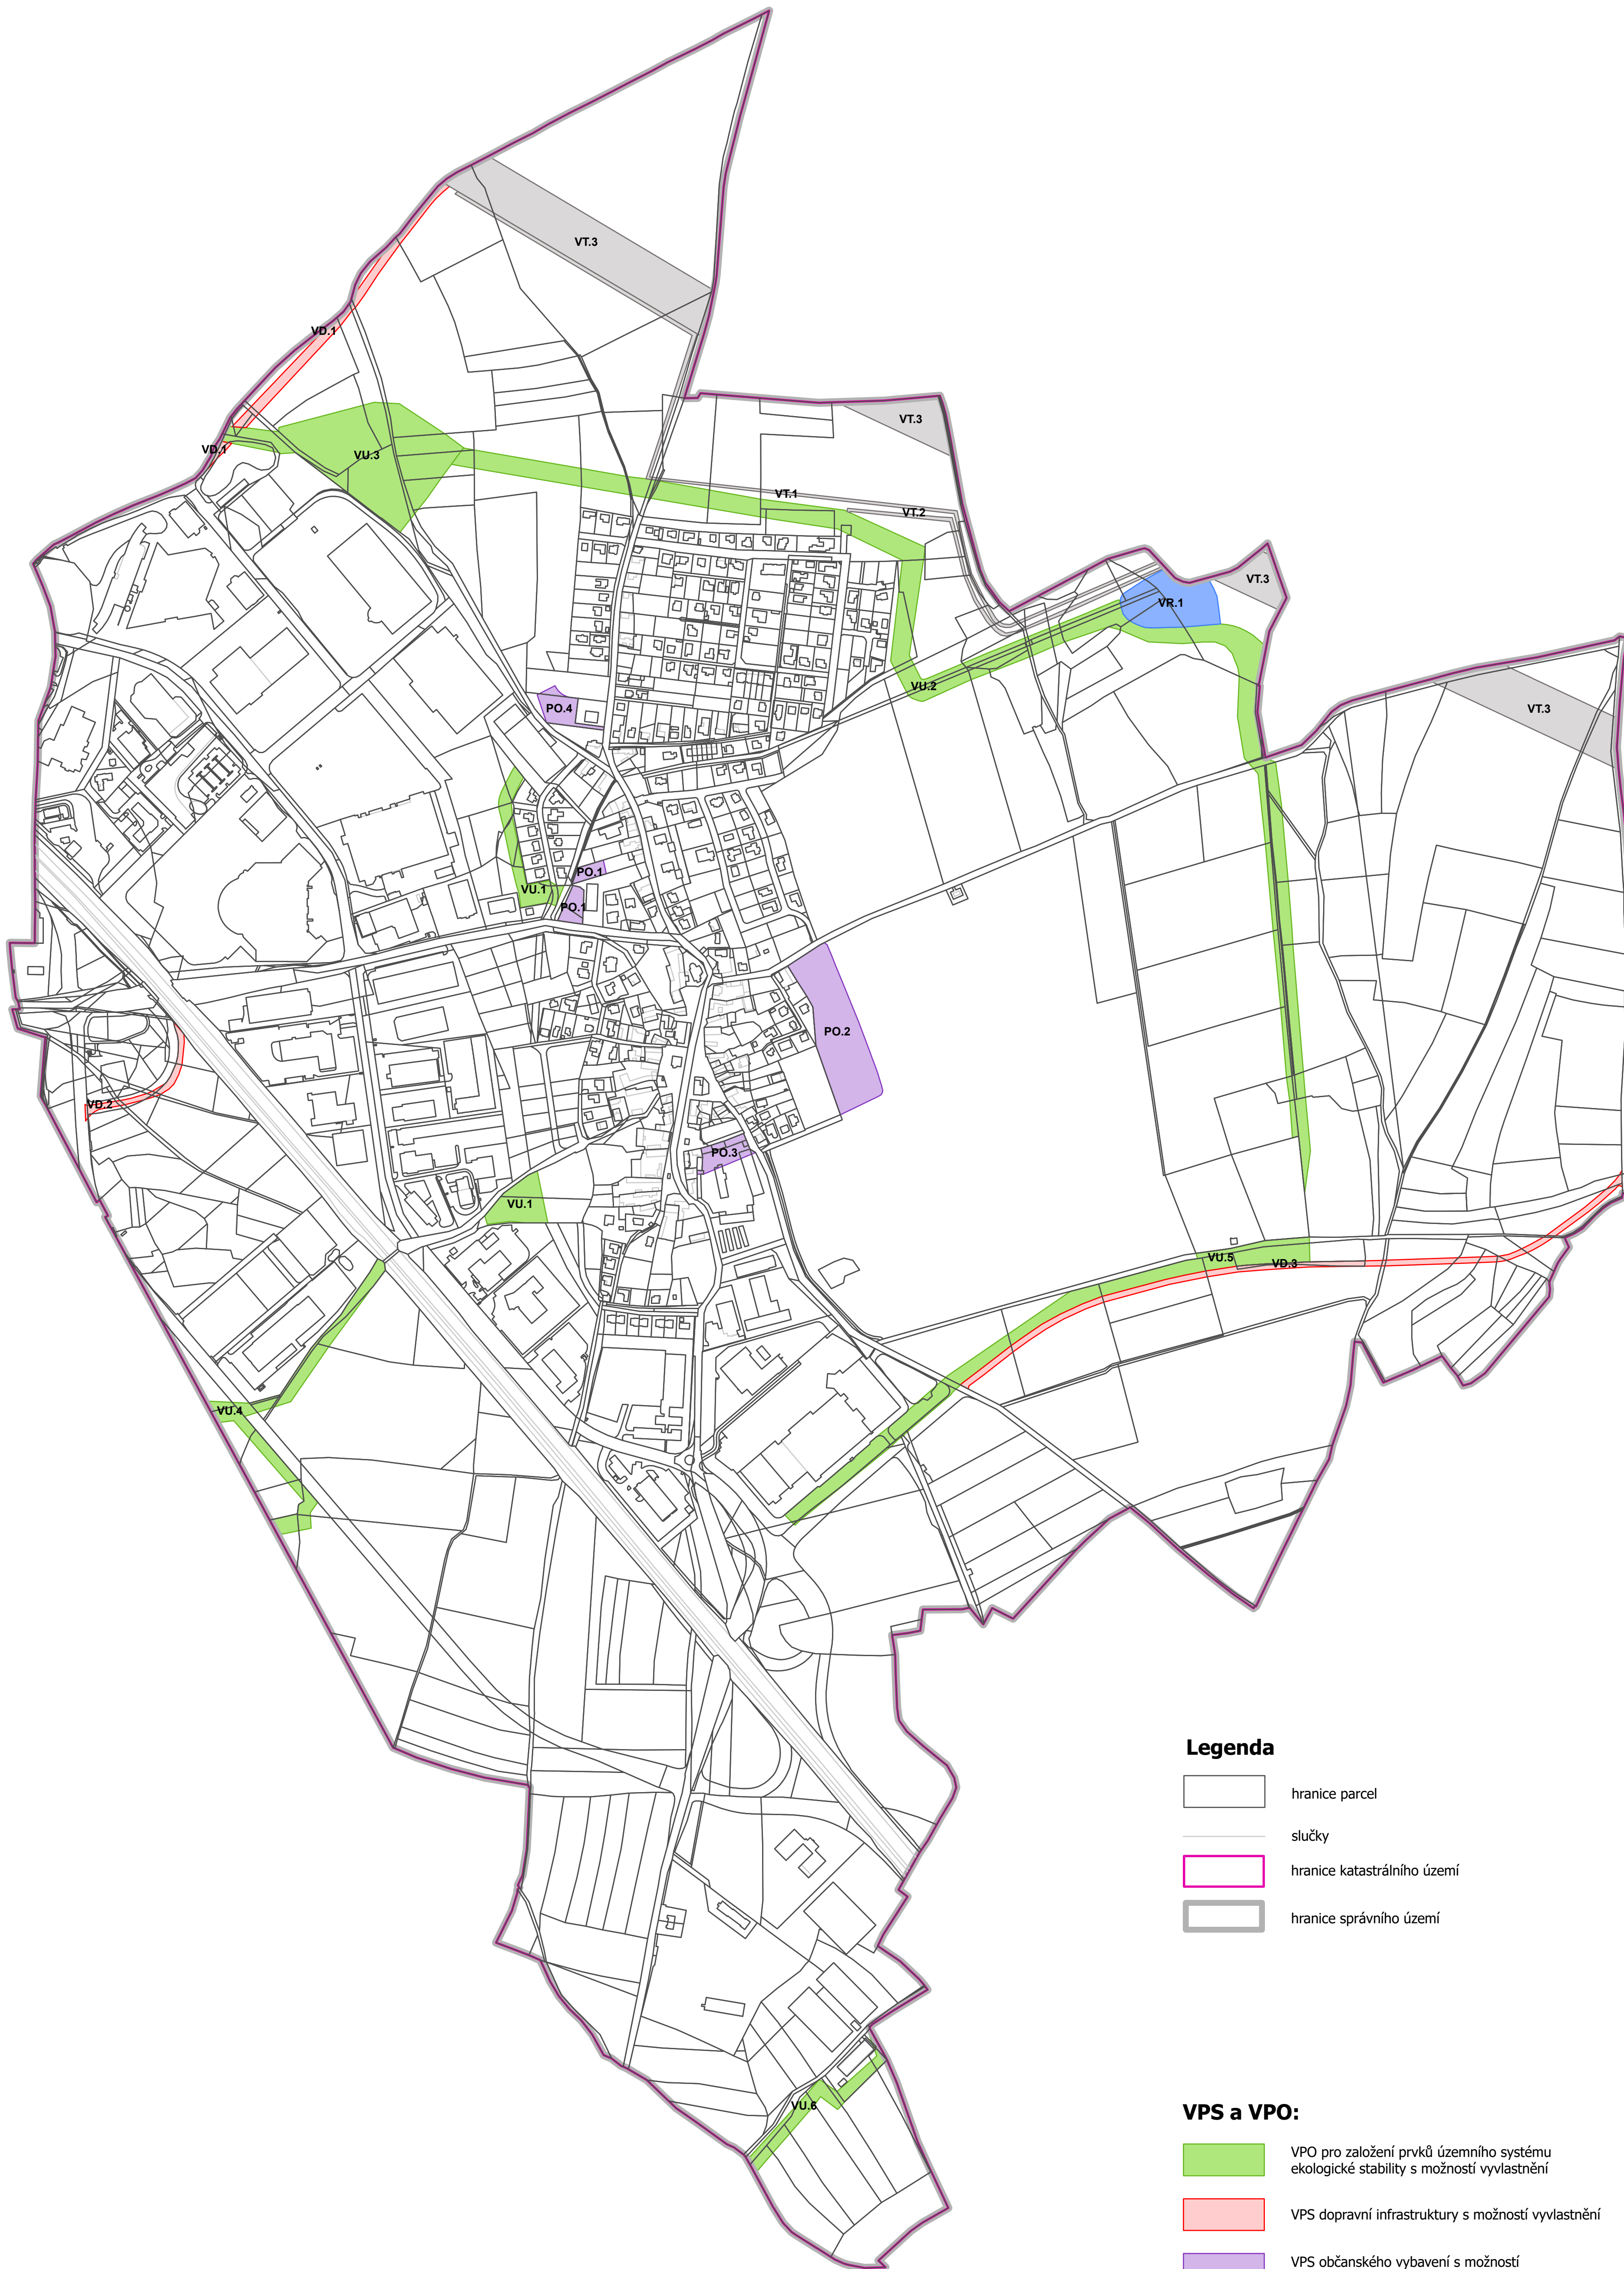 VT.3
VD.1
VT.3
VD.1
VU.3
VT.1
VT.2
VT.3
VR.1
VU.2
PO.4
VT.3
PO.1
VU.1
PO.1
PO.2
VD.2
PO.3
VU.1
VU.5
VD.3
VU.4
Legenda
hranice parcel
slučky
hranice katastrálního území
hranice správního území
VU.6
VPS a VPO:
VPO pro založení prvků územního systému
ekologické stability s možností vyvlastnění
VPS dopravní infrastruktury s možností vyvlastnění
VPS občanského vybavení s možností